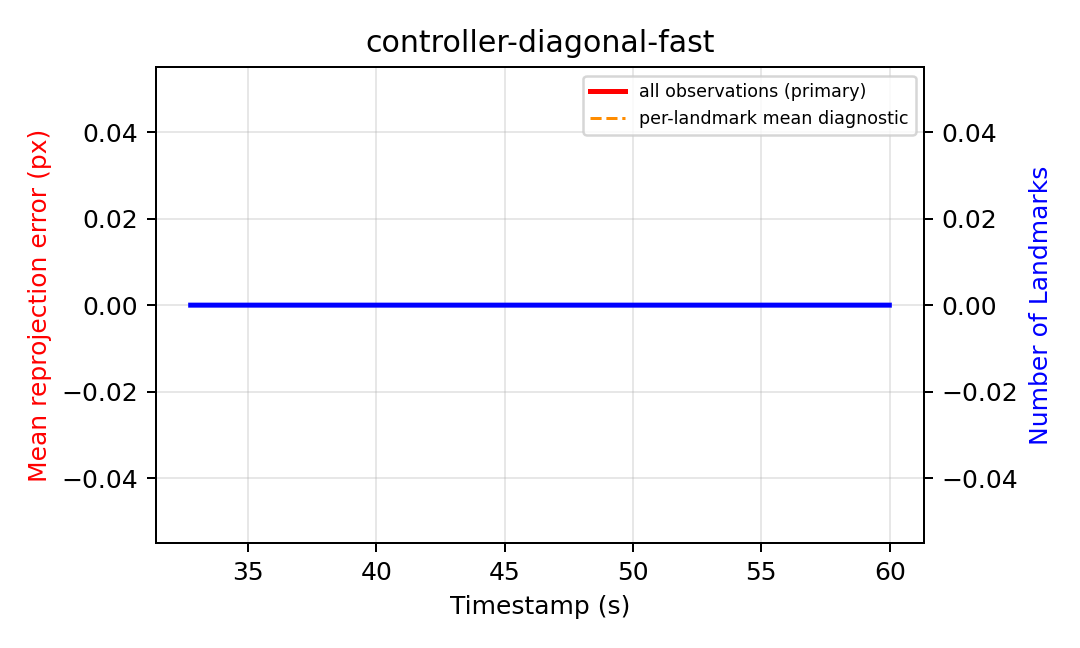 controller-diagonal-fast
all observations (primary)
per-landmark mean diagnostic
Mean reprojection error (px)
0.04
0.02
0.00
−0.02
−0.04
0.04
0.02
0.00
−0.02
−0.04
Number of Landmarks
35 40 45 50 55 60
Timestamp (s)